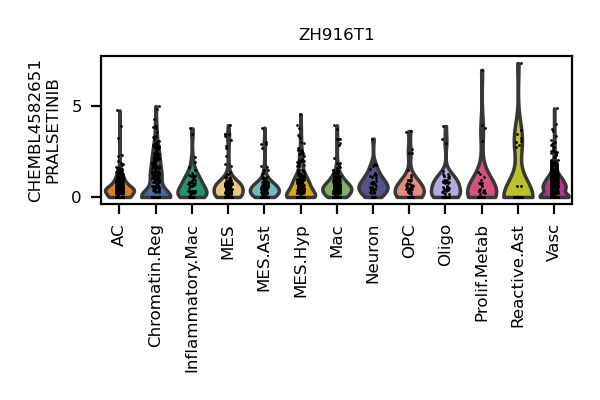 ZH916T1
CHEMBL4582651
PRALSETINIB
5
0
AC
Chromatin.Reg
Inflammatory.Mac
MES
MES.Ast
MES.Hyp
Mac
Neuron
OPC
Oligo
Prolif.Metab
Reactive.Ast
Vasc